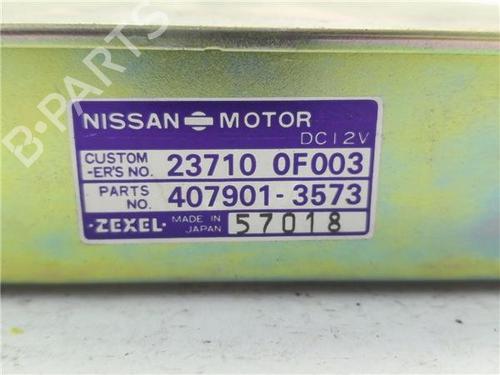 NISSAN MOTOR
DC12V
CUSTOM -ER'S NO. 23710 0F003
PARTS NO. 407901-3573
·ZEXEL· MADE IN JAPAN 57018
B-PARTS